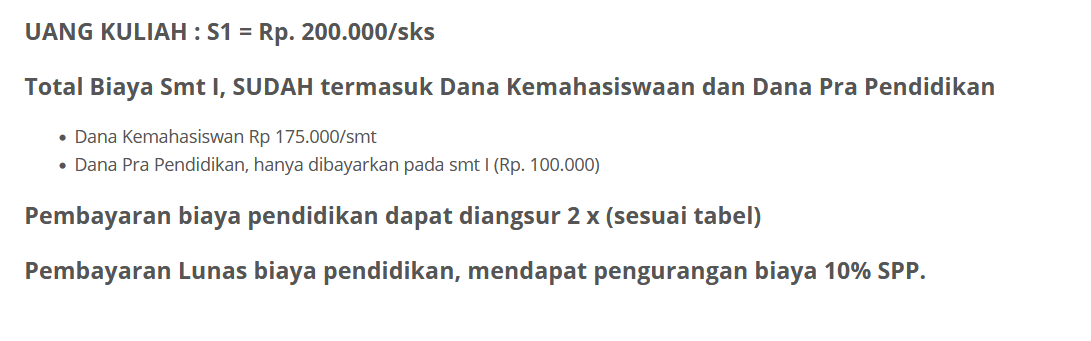 UANG KULIAH : S1 = Rp. 200.000/sks
Total Biaya Smt I, SUDAH termasuk Dana Kemahasiswaan dan Dana Pra Pendidikan
• Dana Kemahasiswan Rp 175.000/smt
• Dana Pra Pendidikan, hanya dibayarkan pada smt I (Rp. 100.000)
Pembayaran biaya pendidikan dapat diangsur 2 x (sesuai tabel)
Pembayaran Lunas biaya pendidikan, mendapat pengurangan biaya 10% SPP.